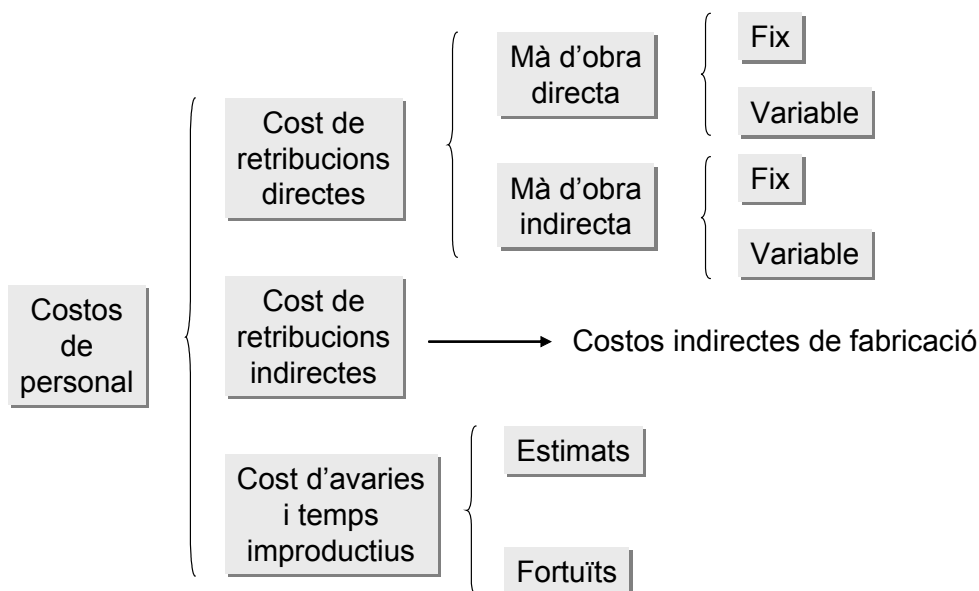 Costos
de
personal
Cost de
retribucions
directes
Mà d’obra
directa
Fix
Variable
Mà d’obra
indirecta
Fix
Variable
Cost de
retribucions
indirectes
Costos indirectes de fabricació
Cost d’avaries
i temps
improductius
Estimats
Fortuïts